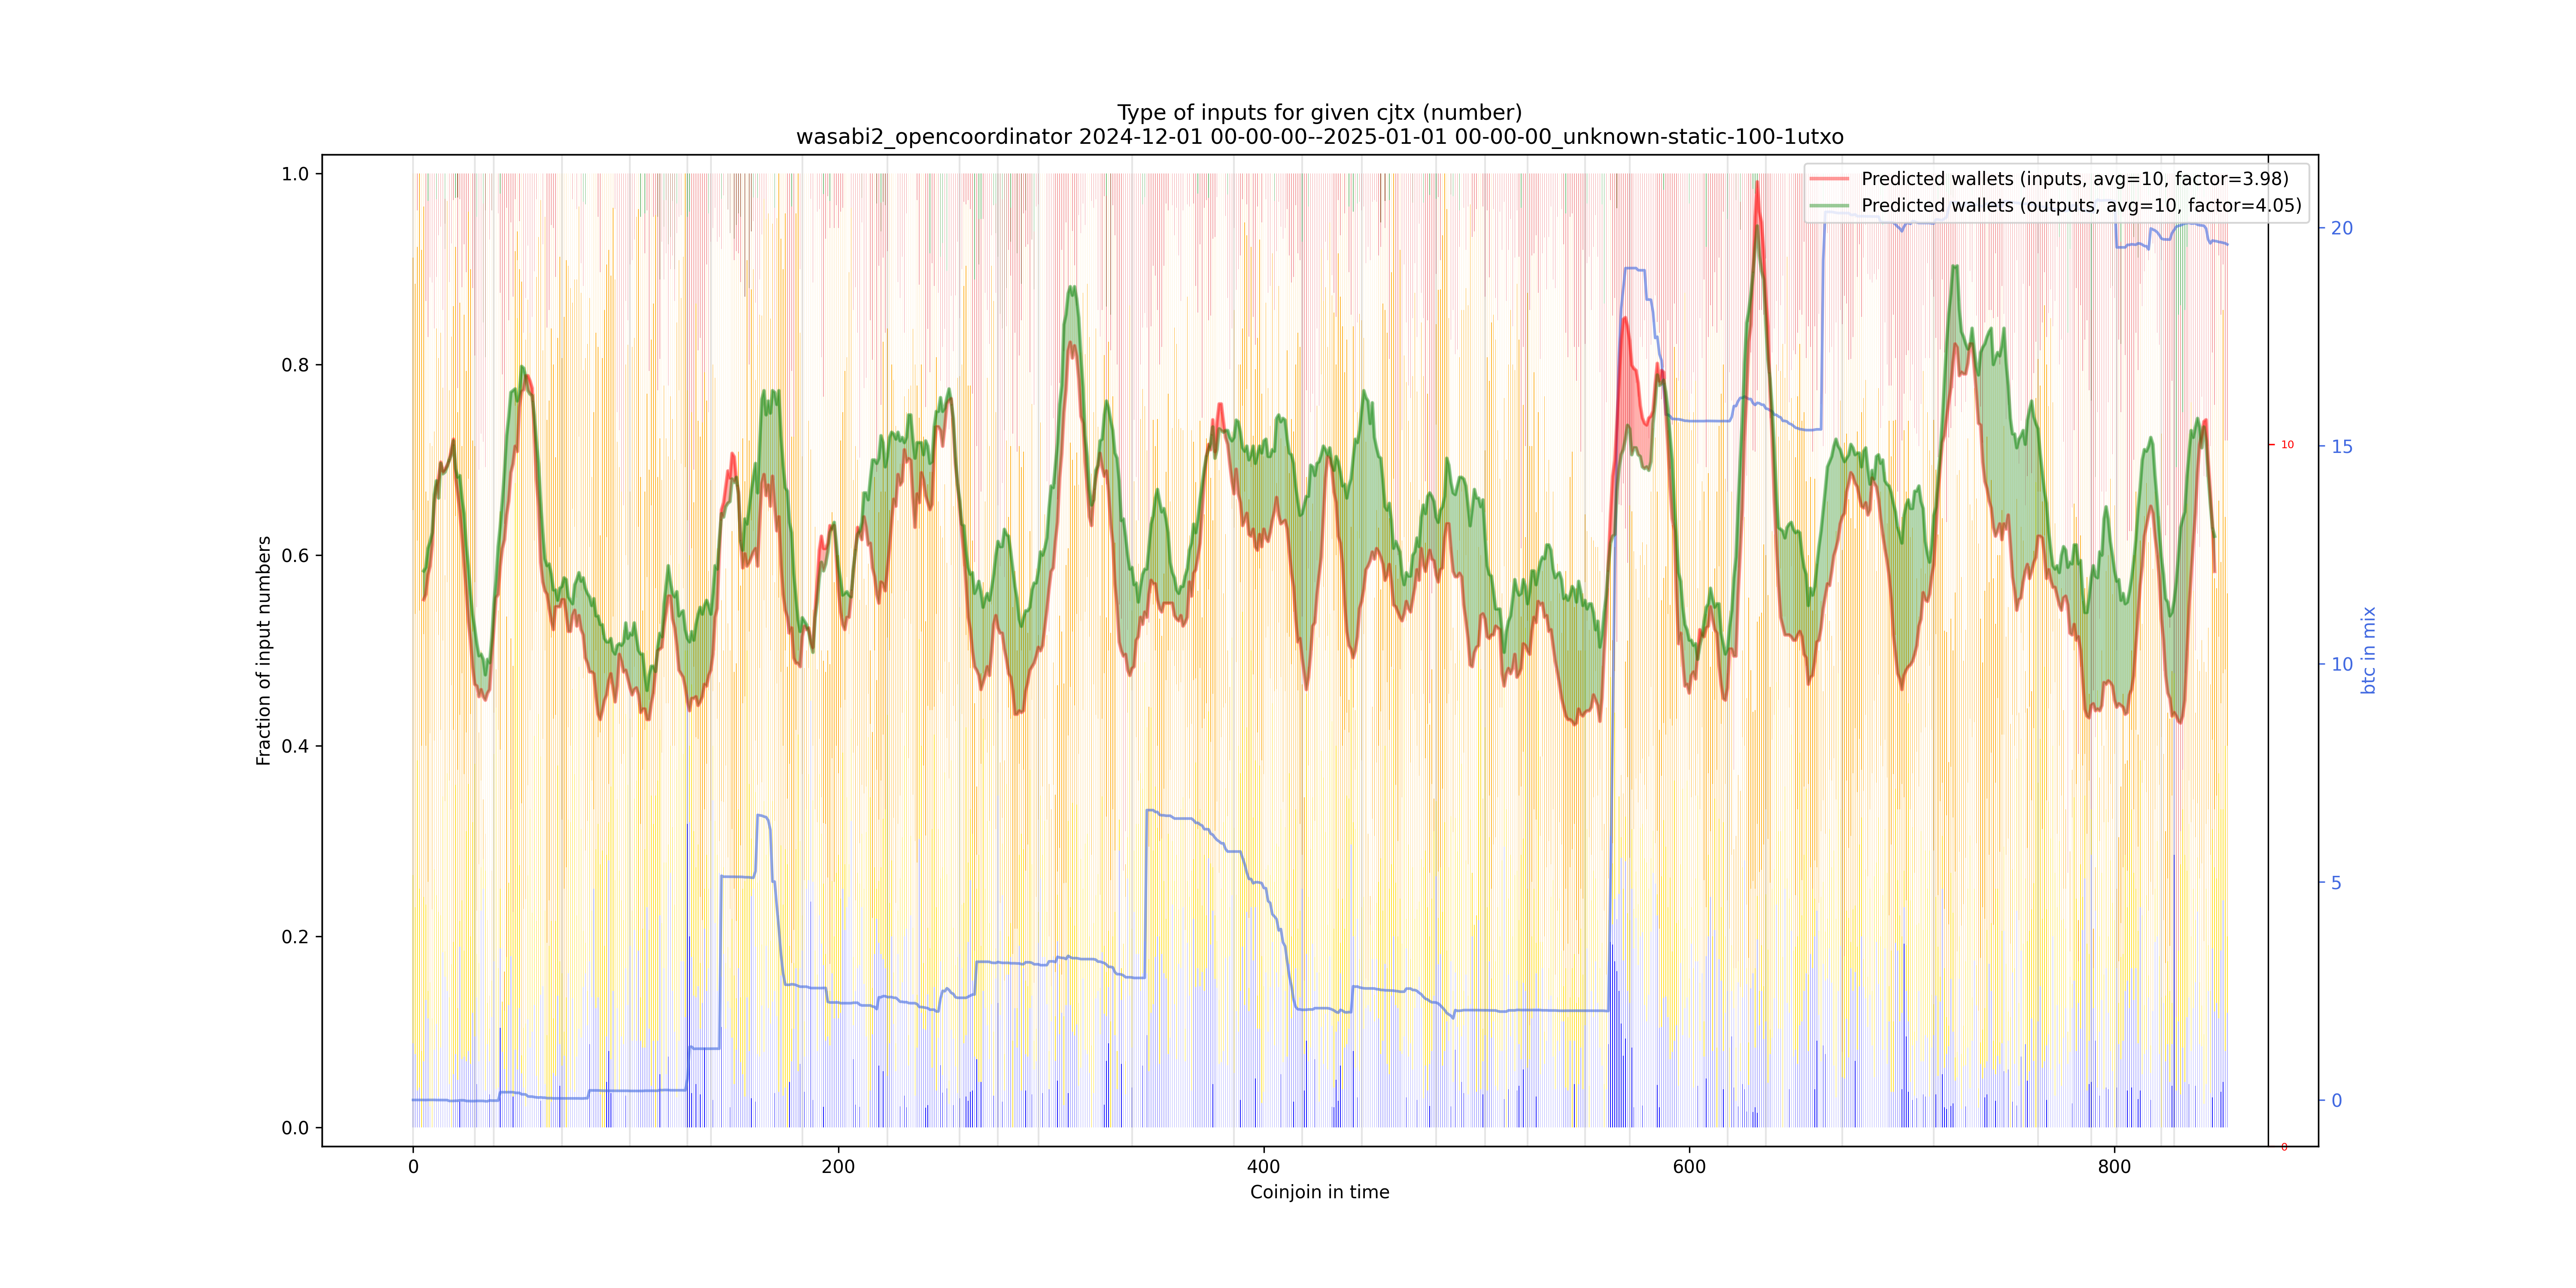 Type of inputs for given cjtx (number)
wasabi2_opencoordinator 2024-12-01 00-00-00--2025-01-01 00-00-00_unknown-static-100-1utxo
Predicted wallets (inputs, avg=10, factor=3.98)
Predicted wallets (outputs, avg=10, factor=4.05)
Fraction of input numbers
1.0
0.8
0.6
0.4
0.2
0.0
0
200
400
600
800
Coinjoin in time
10
0
20
15
10
5
0
btc in mix